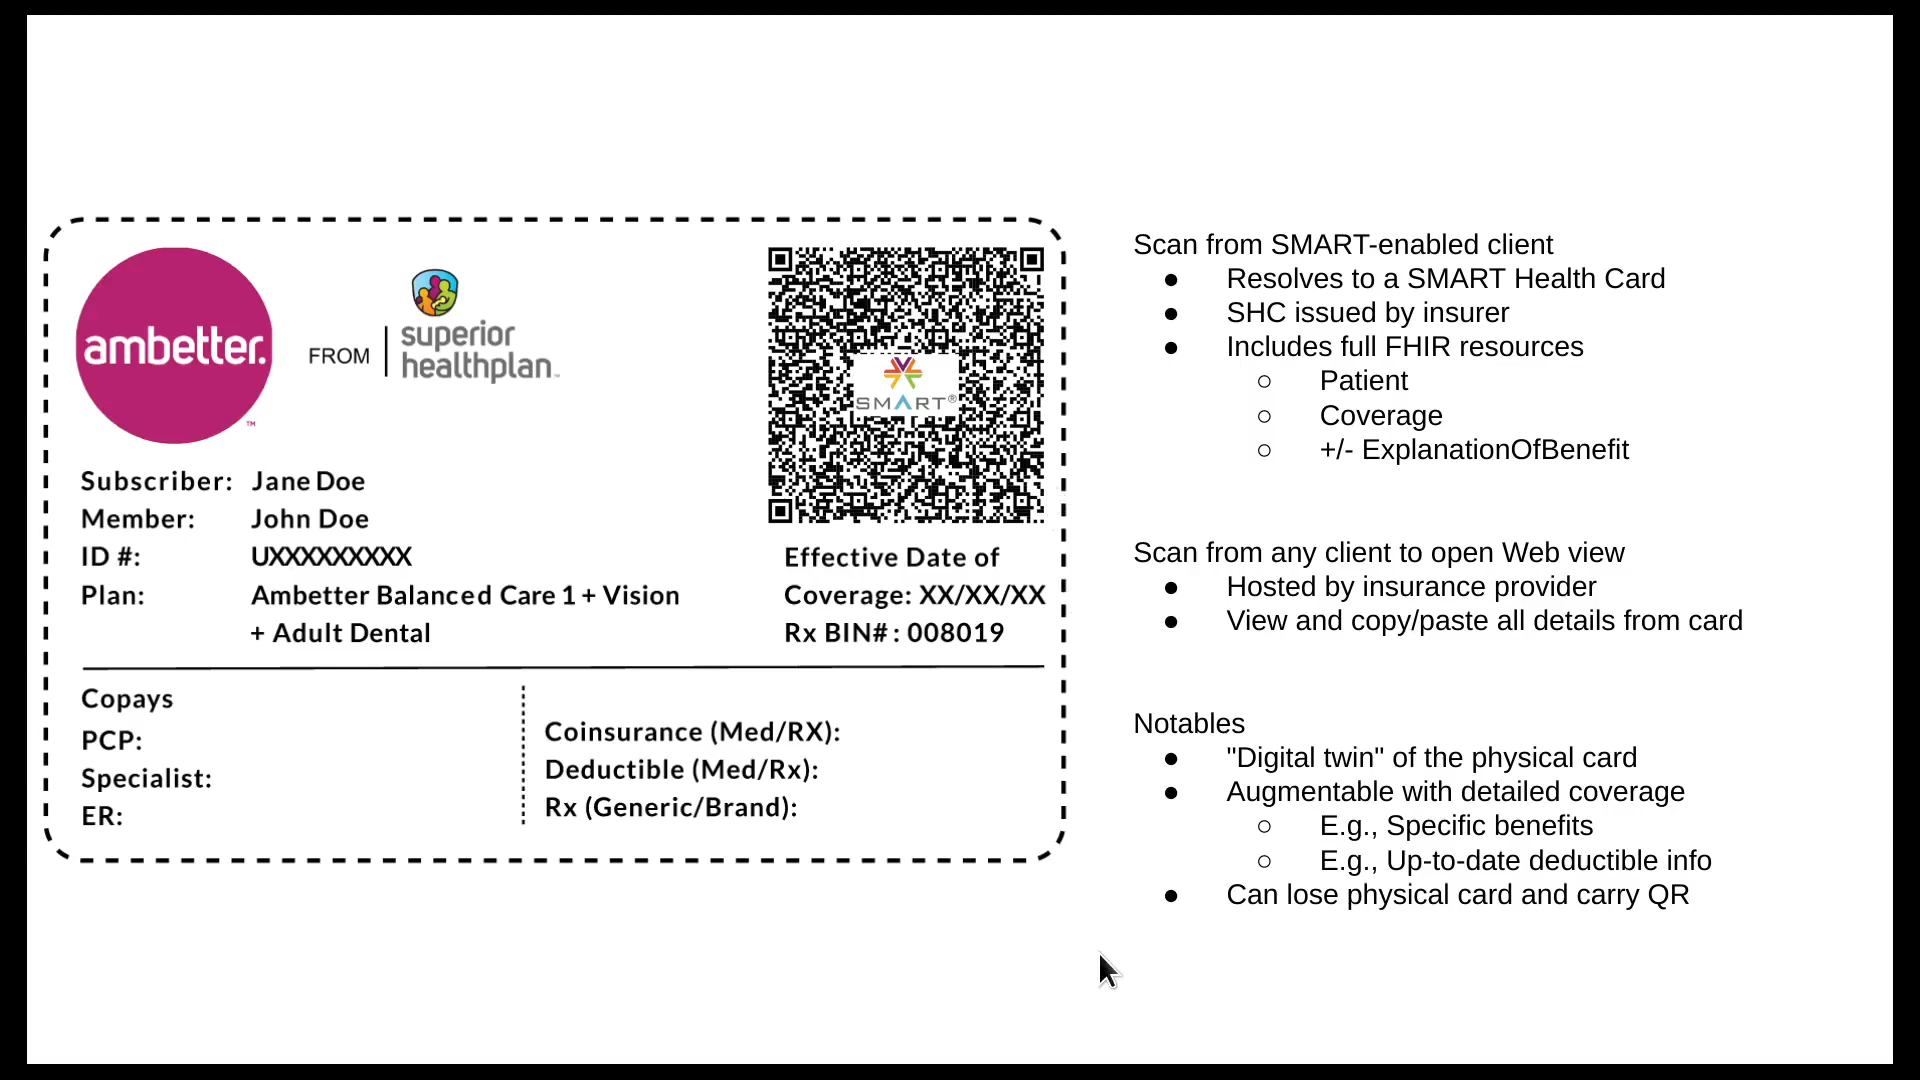 ambetter.
™
FROM
superior
healthplan™
SMART®
Subscriber: Jane Doe
Member: John Doe
ID #: UXXXXXXXXX
Plan: Ambetter Balanced Care 1 + Vision
+ Adult Dental
Effective Date of
Coverage: XX/XX/XX
Rx BIN# : 008019
Copays
PCP:
Specialist:
ER:
Coinsurance (Med/RX):
Deductible (Med/Rx):
Rx (Generic/Brand):
Scan from SMART-enabled client
● Resolves to a SMART Health Card
● SHC issued by insurer
● Includes full FHIR resources
○ Patient
○ Coverage
○ +/- ExplanationOfBenefit
Scan from any client to open Web view
● Hosted by insurance provider
● View and copy/paste all details from card
Notables
● "Digital twin" of the physical card
● Augmentable with detailed coverage
○ E.g., Specific benefits
○ E.g., Up-to-date deductible info
● Can lose physical card and carry QR